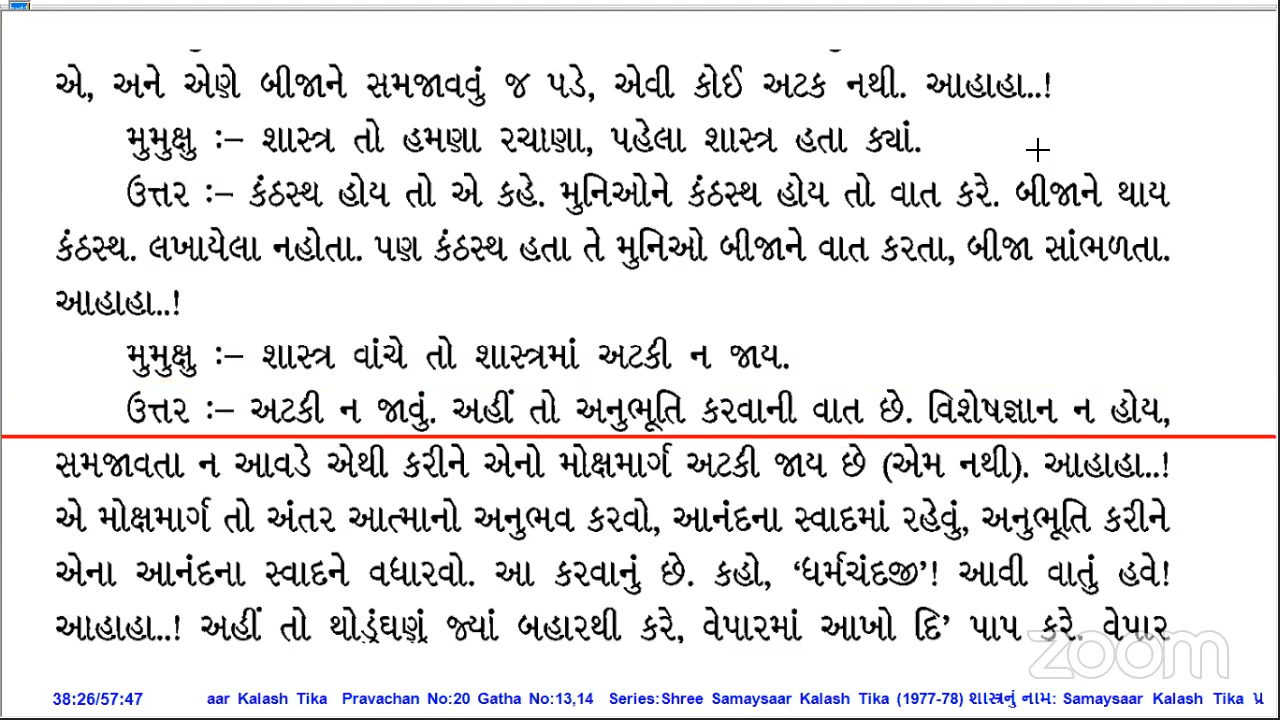 એ, અને એણે બીજાને સમજાવવું જ પડે, એવી કોઈ અટક નથી. આહાહા..!
મુમુક્ષુ :– શાસ્ત્ર તો હમણા રચાણા, પહેલા શાસ્ત્ર હતા ક્યાં.
ઉત્તર :– કંઠસ્થ હોય તો એ કહે. મુનિઓને કંઠસ્થ હોય તો વાત કરે. બીજાને થાય
કંઠસ્થ. લખાયેલા નહોતા. પણ કંઠસ્થ હતા તે મુનિઓ બીજાને વાત કરતા, બીજા સાંભળતા.
આહાહા..!
મુમુક્ષુ :– શાસ્ત્ર વાંચે તો શાસ્ત્રમાં અટકી ન જાય.
ઉત્તર :– અટકી ન જાવું. અહીં તો અનુભૂતિ કરવાની વાત છે. વિશેષજ્ઞાન ન હોય,
સમજાવતા ન આવડે એથી કરીને એનો મોક્ષમાર્ગ અટકી જાય છે (એમ નથી). આહાહા..!
એ મોક્ષમાર્ગ તો અંતર આત્માનો અનુભવ કરવો, આનંદના સ્વાદમાં રહેવું, અનુભૂતિ કરીને
એના આનંદના સ્વાદને વધારવો. આ કરવાનું છે. કહો, ‘ધર્મચંદજી’! આવી વાતું હવે!
આહાહા..! અહીં તો થોડુંઘણું જ્યાં બહારથી કરે, વેપારમાં આખો દિ’ પાપ કરે. વેપાર
zoom
38:26/57:47 aar Kalash Tika Pravachan No:20 Gatha No:13,14 Series:Shree Samaysaar Kalash Tika (1977-78) શાસ્ત્રનું નામ: Samaysaar Kalash Tika પ્ર